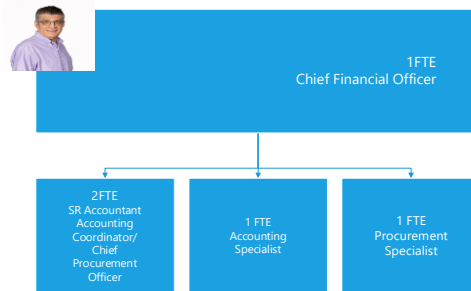 1FTE
Chief Financial Officer
2FTE
SR Accountant
Accounting
Coordinator/
Chief
Procurement
Officer
1 FTE
Accounting
Specialist
1 FTE
Procurement
Specialist